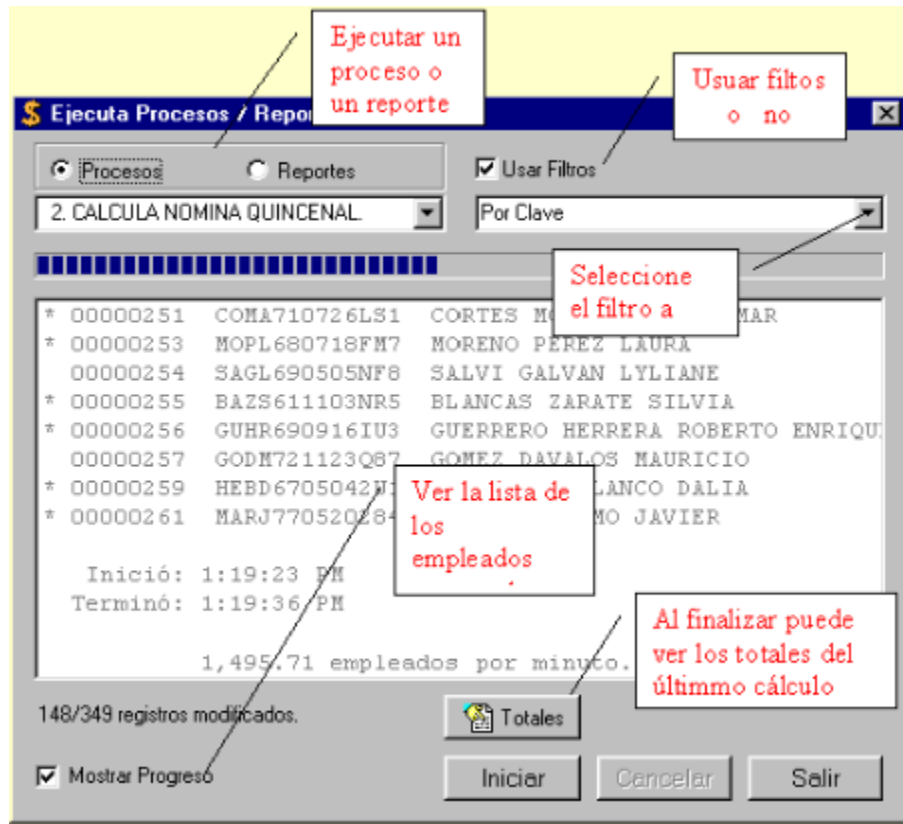 Ejecutar un
proceso o
un reporte
Usuar filtos
o no
$ Ejecuta Procesos / Repor
Procesos
Reportes
Usar Filtros
2. CALCULA NOMINA QUINCENAL.
Por Clave
Seleccione
el filtro a
* 00000251 COMA710726LS1 CORTES MAR
* 00000253 MOPL680718FM7 MORENO PEREZ LAURA
00000254 SAGL690505NF8 SALVI GALVAN LYLIANE
* 00000255 BAZS611103NR5 BLANCAS ZARATE SILVIA
* 00000256 GUHR690916IU3 GUERRERO HERRERA ROBERTO ENRIQU
00000257 GODM721123Q87 GOMEZ DAVALOS MAURICIO
* 00000259 HEBD6705042 LANCO DALIA
* 00000261 MARJ770520284 MO JAVIER
Ver la lista de
los
empleados
Inició: 1:19:23 PM
Terminó: 1:19:36 PM
1,495.71 empleados por minuto.
Al finalizar puede
ver los totales del
últimmo cálculo
148/349 registros modificados.
Totales
Mostrar Progreso
Iniciar
Cancelar
Salir